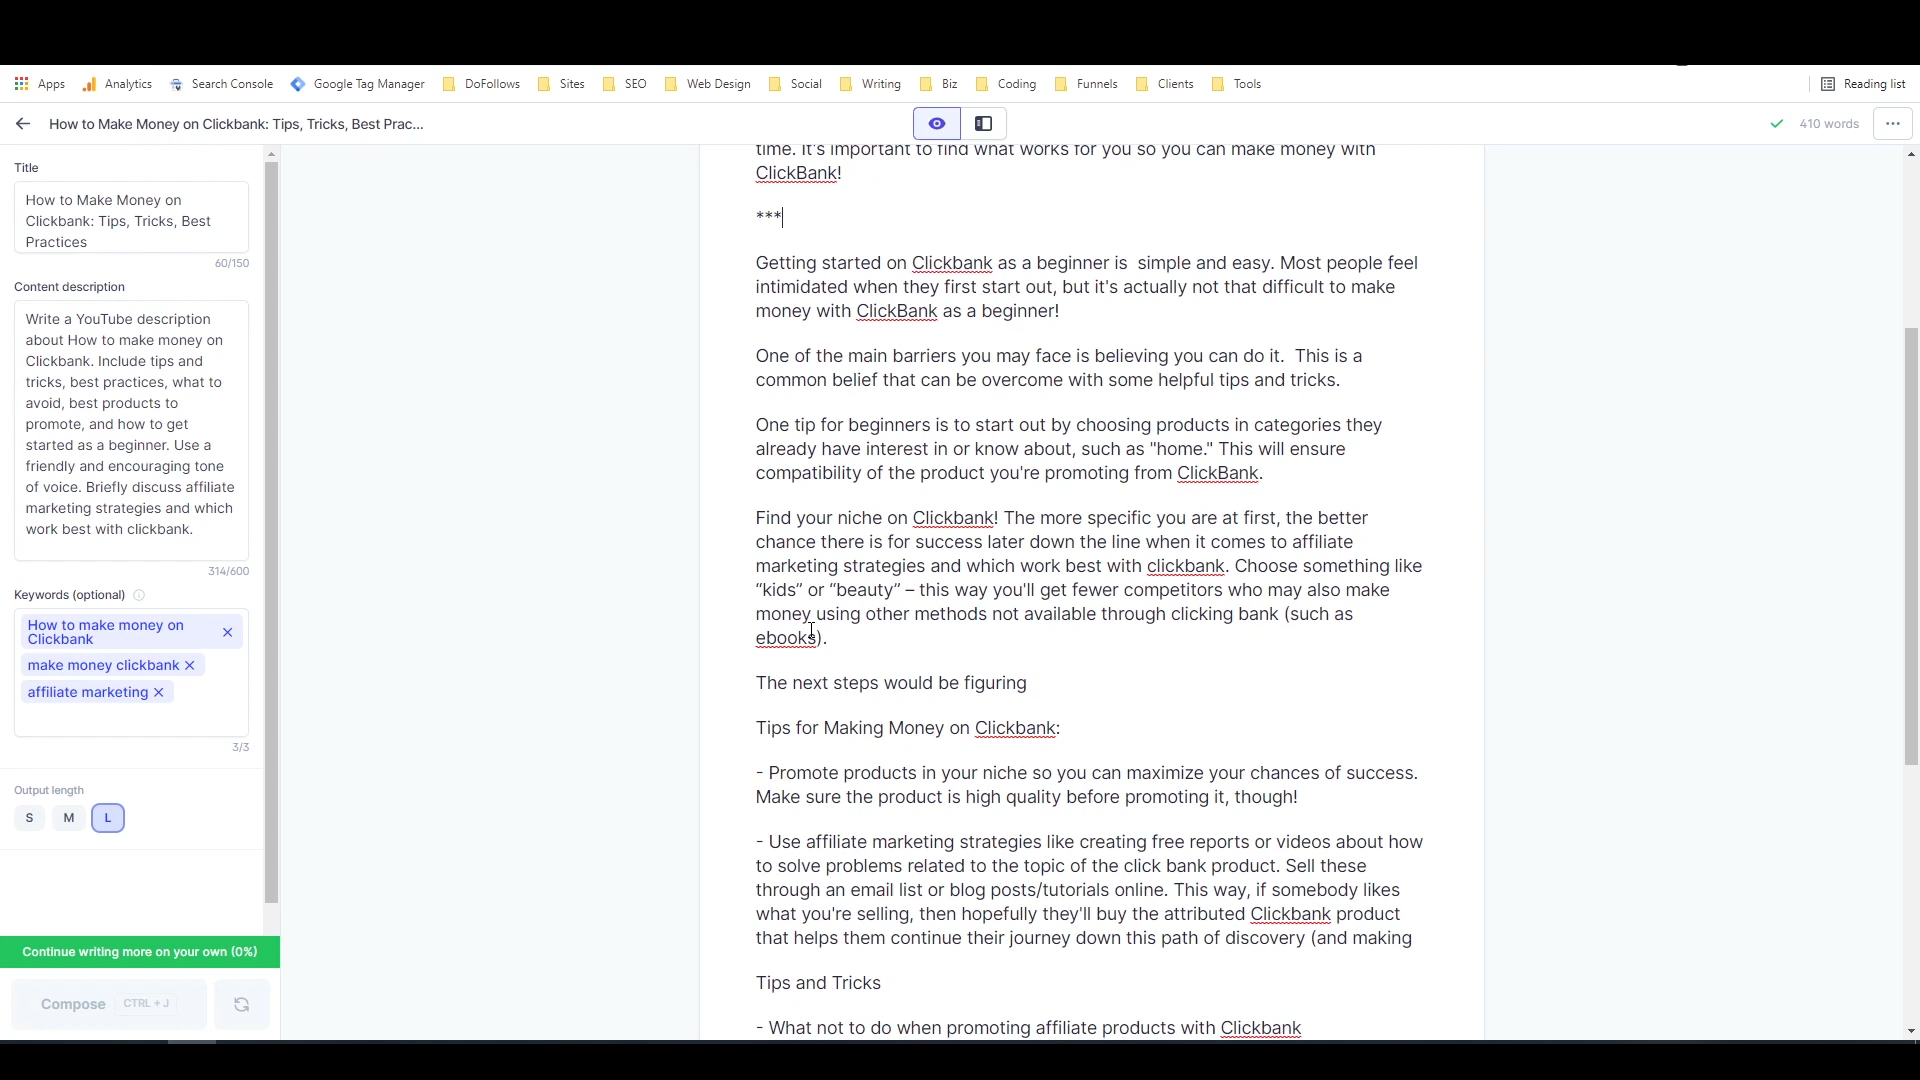 Apps Analytics Search Console Google Tag Manager DoFollows Sites SEO Web Design Social Writing Biz Coding Funnels Clients Tools Reading list
How to Make Money on Clickbank: Tips, Tricks, Best Prac...
410 words
Title
How to Make Money on
Clickbank: Tips, Tricks, Best
Practices
60/150
Content description
Write a YouTube description
about How to make money on
Clickbank. Include tips and
tricks, best practices, what to
avoid, best products to
promote, and how to get
started as a beginner. Use a
friendly and encouraging tone
of voice. Briefly discuss affiliate
marketing strategies and which
work best with clickbank.
314/600
Keywords (optional)
How to make money on
Clickbank
make money clickbank
affiliate marketing
3/3
Output length
S M L
Continue writing more on your own (0%)
Compose CTRL + J
time. It's important to find what works for you so you can make money with
ClickBank!
***
Getting started on Clickbank as a beginner is  simple and easy. Most people feel
intimidated when they first start out, but it's actually not that difficult to make
money with ClickBank as a beginner!
One of the main barriers you may face is believing you can do it.  This is a
common belief that can be overcome with some helpful tips and tricks.
One tip for beginners is to start out by choosing products in categories they
already have interest in or know about, such as "home." This will ensure
compatibility of the product you're promoting from ClickBank.
Find your niche on Clickbank! The more specific you are at first, the better
chance there is for success later down the line when it comes to affiliate
marketing strategies and which work best with clickbank. Choose something like
“kids” or “beauty” – this way you'll get fewer competitors who may also make
money using other methods not available through clicking bank (such as
ebooks).
The next steps would be figuring
Tips for Making Money on Clickbank:
- Promote products in your niche so you can maximize your chances of success.
Make sure the product is high quality before promoting it, though!
- Use affiliate marketing strategies like creating free reports or videos about how
to solve problems related to the topic of the click bank product. Sell these
through an email list or blog posts/tutorials online. This way, if somebody likes
what you're selling, then hopefully they'll buy the attributed Clickbank product
that helps them continue their journey down this path of discovery (and making
Tips and Tricks
- What not to do when promoting affiliate products with Clickbank